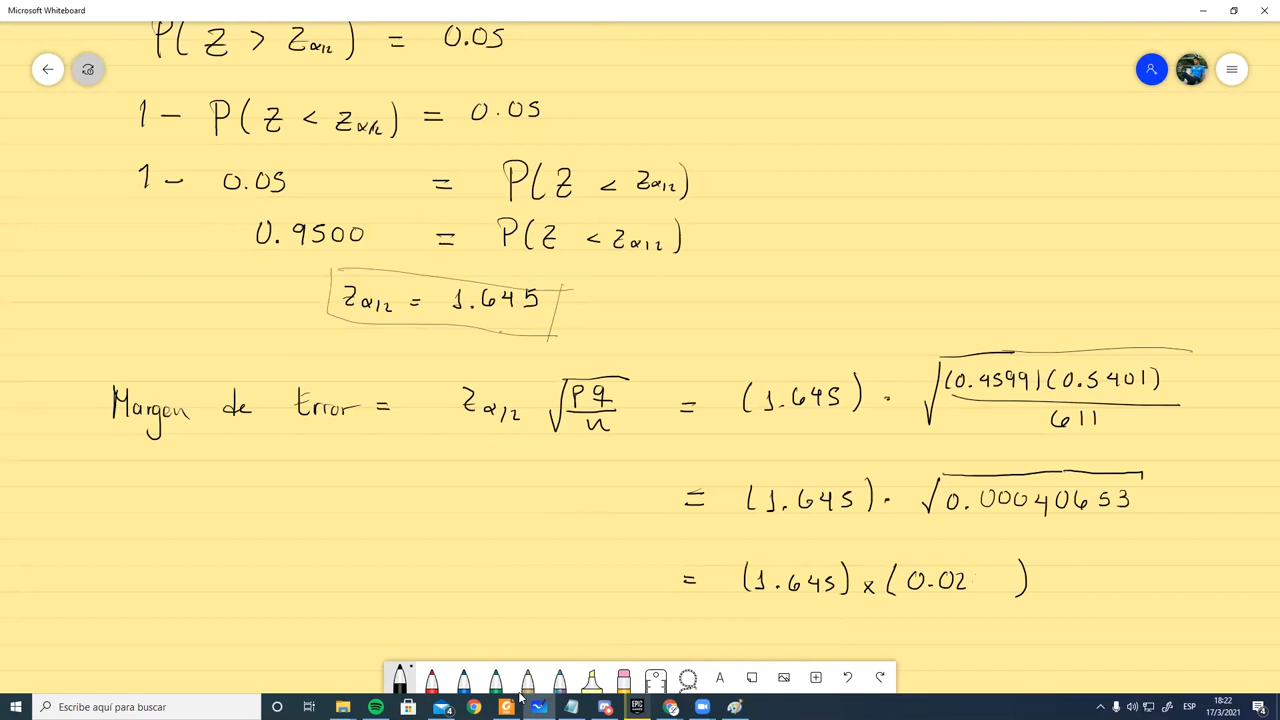 Microsoft Whiteboard
P(Z > Zα/2) = 0.05
1 - P(Z < Zα/2) = 0.05
1 - 0.05 = P(Z < Zα/2)
0.9500 = P(Z < Zα/2)
Zα/2 = 1.645
Margen de Error = Zα/2 √(pq/n) = (1.645) · √((0.4599)(0.5401)/611)
= (1.645) · √0.00040653
= (1.645) x (0.02 )
Escribe aquí para buscar
ESP
18:22
17/3/2021